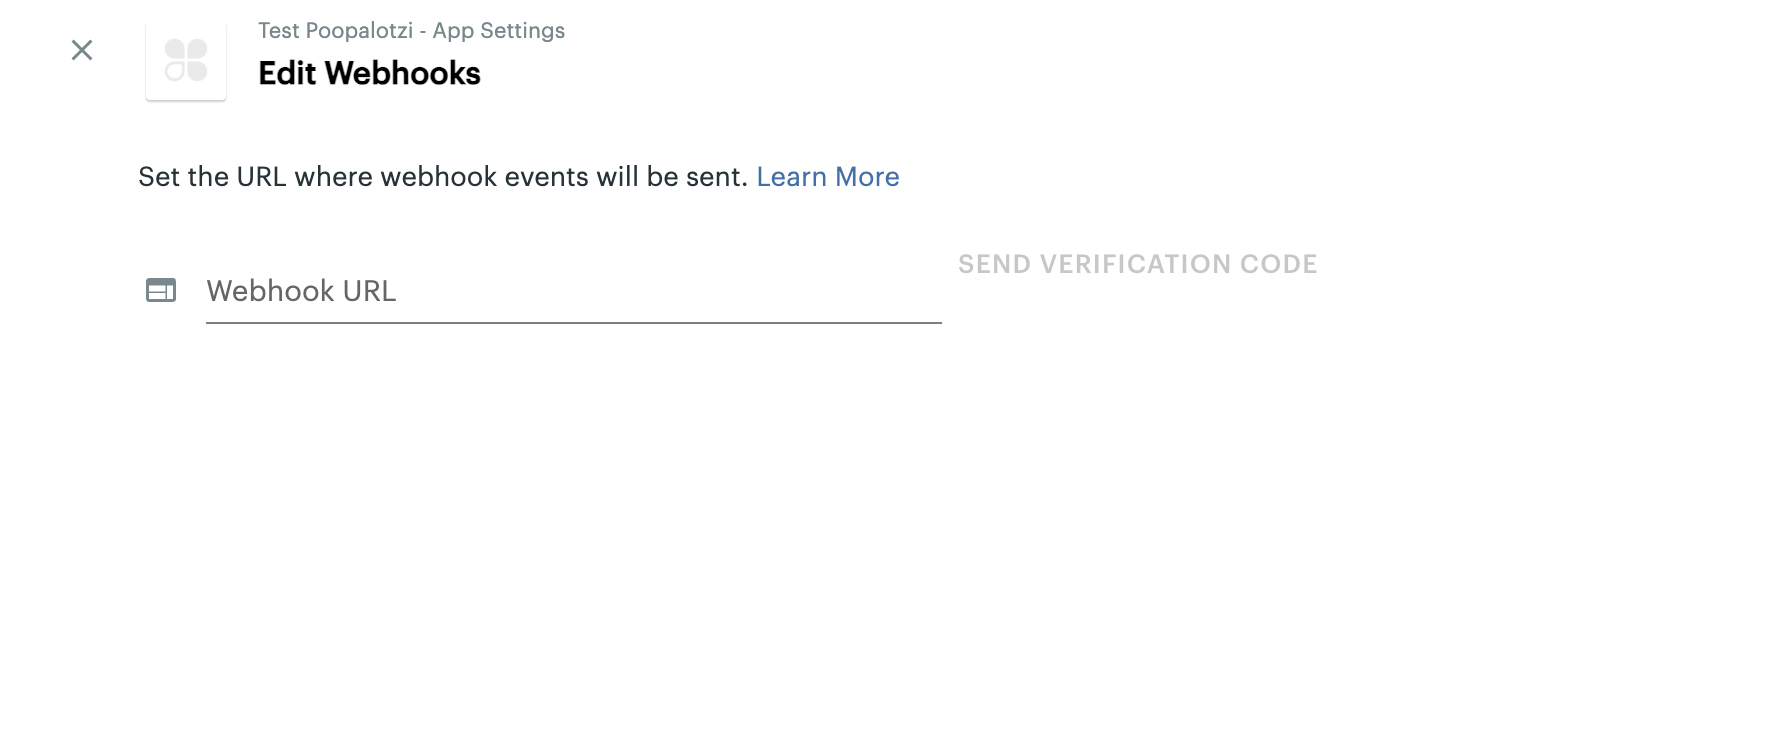 Test Poopalotzi - App Settings
Edit Webhooks
Set the URL where webhook events will be sent. Learn More
SEND VERIFICATION CODE
Webhook URL